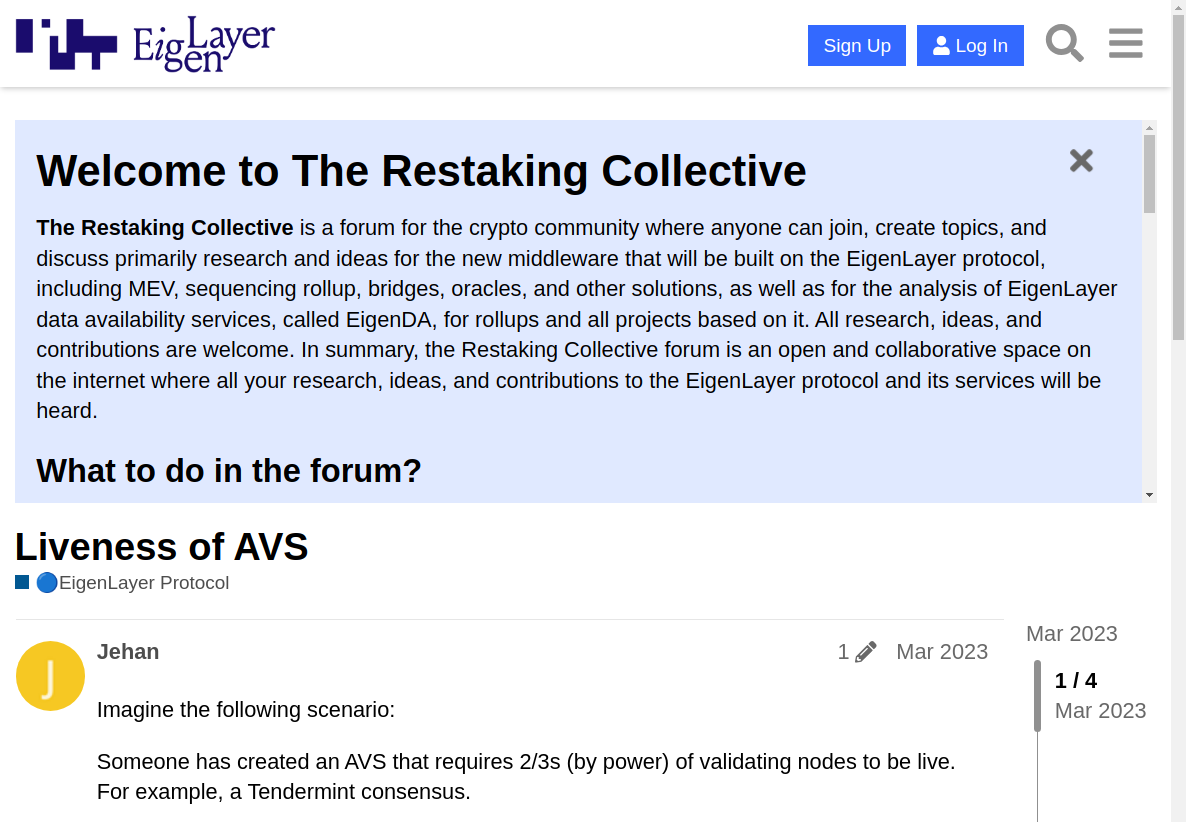 EigenLayer
Sign Up
Log In
Welcome to The Restaking Collective
The Restaking Collective is a forum for the crypto community where anyone can join, create topics, and
discuss primarily research and ideas for the new middleware that will be built on the EigenLayer protocol,
including MEV, sequencing rollup, bridges, oracles, and other solutions, as well as for the analysis of EigenLayer
data availability services, called EigenDA, for rollups and all projects based on it. All research, ideas, and
contributions are welcome. In summary, the Restaking Collective forum is an open and collaborative space on
the internet where all your research, ideas, and contributions to the EigenLayer protocol and its services will be
heard.
What to do in the forum?
Liveness of AVS
EigenLayer Protocol
J
Jehan
1
Mar 2023
Imagine the following scenario:
Someone has created an AVS that requires 2/3s (by power) of validating nodes to be live.
For example, a Tendermint consensus.
Mar 2023
1 / 4
Mar 2023